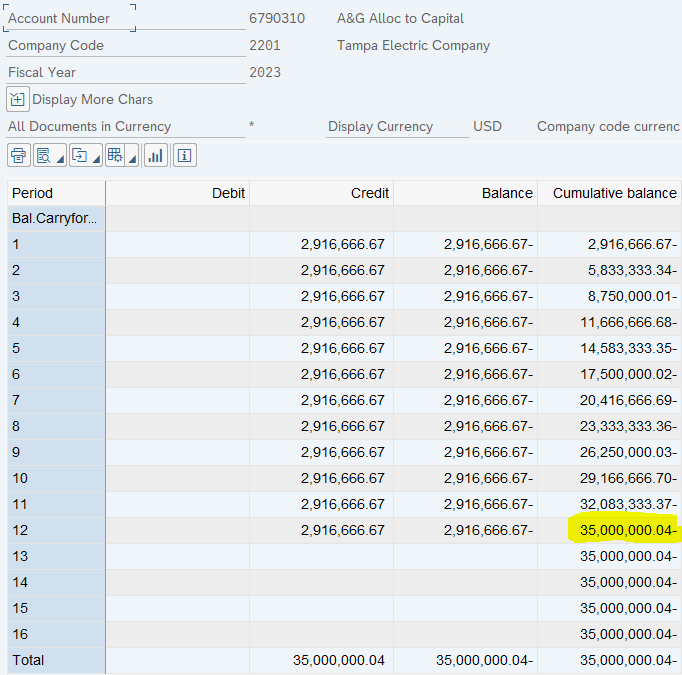 Account Number 6790310 A&G Alloc to Capital
Company Code 2201 Tampa Electric Company
Fiscal Year 2023
Display More Chars
All Documents in Currency * Display Currency USD Company code currenc
Period Debit Credit Balance Cumulative balance
Bal.Carryfor...
1 2,916,666.67 2,916,666.67- 2,916,666.67-
2 2,916,666.67 2,916,666.67- 5,833,333.34-
3 2,916,666.67 2,916,666.67- 8,750,000.01-
4 2,916,666.67 2,916,666.67- 11,666,666.68-
5 2,916,666.67 2,916,666.67- 14,583,333.35-
6 2,916,666.67 2,916,666.67- 17,500,000.02-
7 2,916,666.67 2,916,666.67- 20,416,666.69-
8 2,916,666.67 2,916,666.67- 23,333,333.36-
9 2,916,666.67 2,916,666.67- 26,250,000.03-
10 2,916,666.67 2,916,666.67- 29,166,666.70-
11 2,916,666.67 2,916,666.67- 32,083,333.37-
12 2,916,666.67 2,916,666.67- 35,000,000.04-
13 35,000,000.04-
14 35,000,000.04-
15 35,000,000.04-
16 35,000,000.04-
Total 35,000,000.04 35,000,000.04- 35,000,000.04-